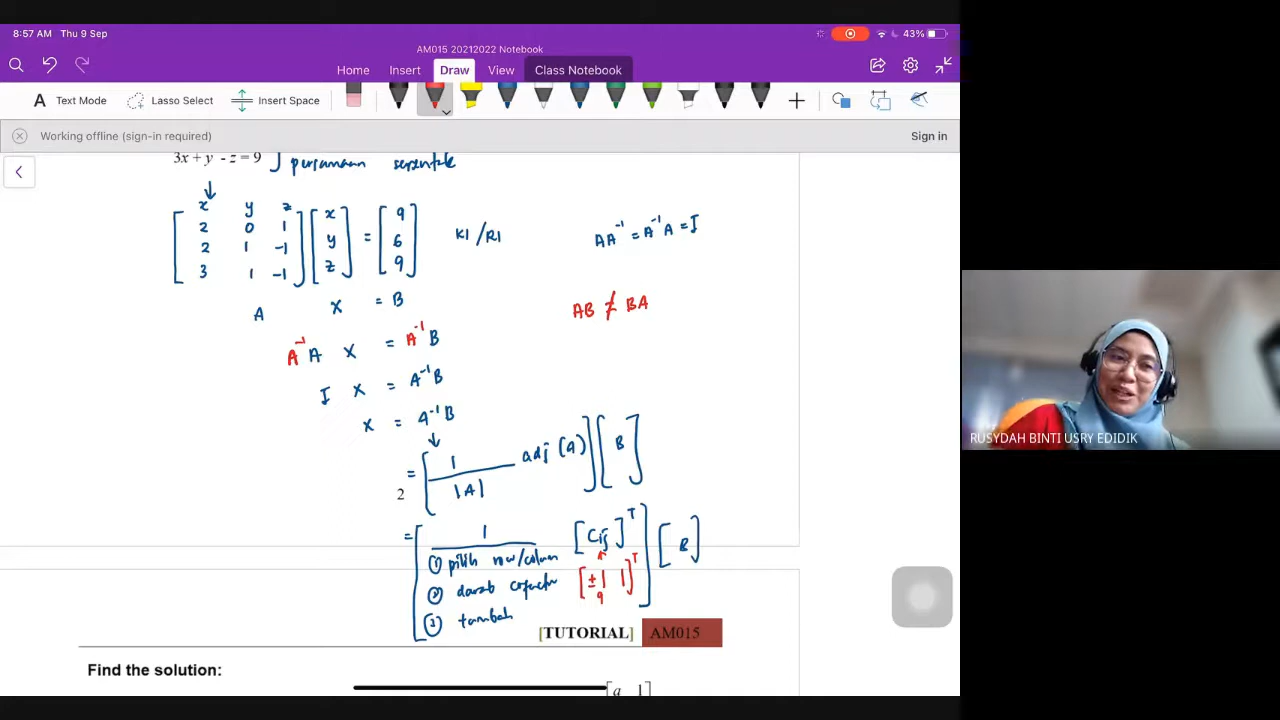 8:57 AM Thu 9 Sep
43%
AM015 20212022 Notebook
Home Insert Draw View Class Notebook
Text Mode Lasso Select Insert Space
Working offline (sign-in required) Sign in
3x + y - z = 9 persamaan serentak
x y z
[2 0 1
2 1 -1
3 1 -1] [x
y
z] = [9
6
9] K1/R1
AA⁻¹ = A⁻¹A = I
A X = B
AB ≠ BA
A⁻¹ A X = A⁻¹ B
I X = A⁻¹B
X = A⁻¹B
= [1/|A| adj (A)] [B]
2
= [1 [Cij]ᵀ] [B]
① pilih row/column [± | |]ᵀ
② darab cofactor 9
③ tambah
[TUTORIAL] AM015
Find the solution:
[a 1]
RUSYDAH BINTI USRY EDIDIK